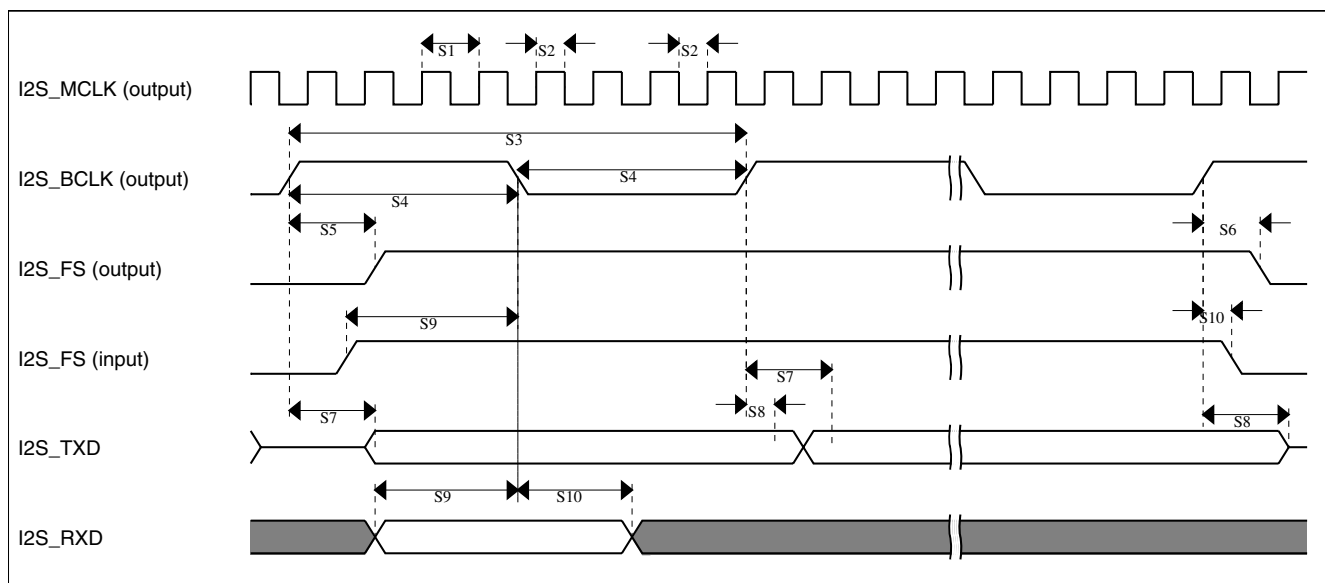 S1 S2 S2
I2S_MCLK (output)
S3
I2S_BCLK (output)
S4
S4
S5 S6
I2S_FS (output)
S9 S10
I2S_FS (input)
S7
S7 S8 S8
I2S_TXD
S9 S10
I2S_RXD